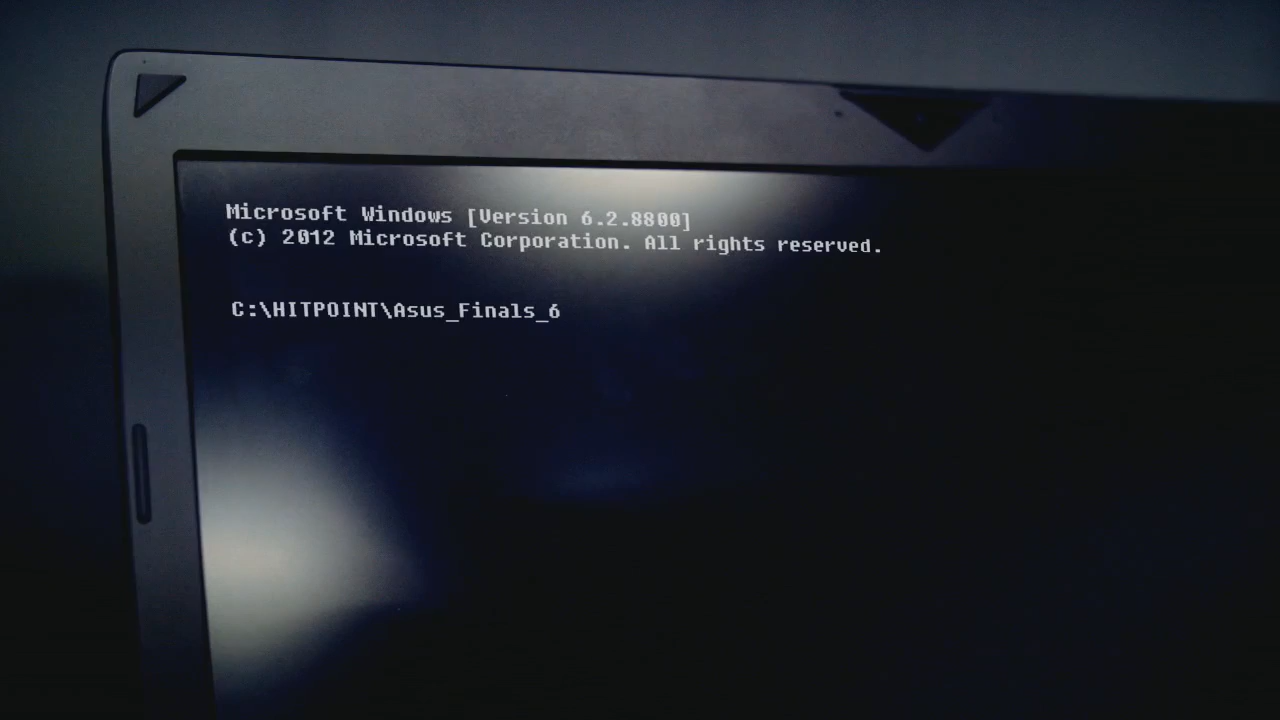 Microsoft Windows [Version 6.2.8800]
(c) 2012 Microsoft Corporation. All rights reserved.
C:\HITPOINT\Asus_Finals_6